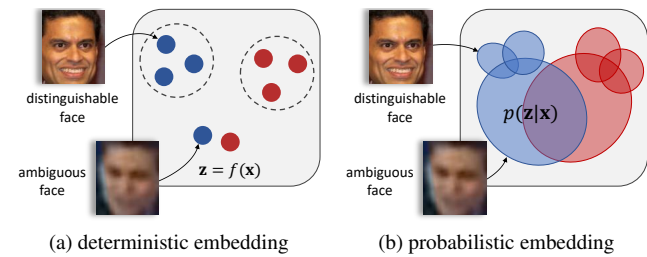 distinguishable
face
ambiguous
face
z = f(x)
(a) deterministic embedding
distinguishable
face
p(z|x)
ambiguous
face
(b) probabilistic embedding